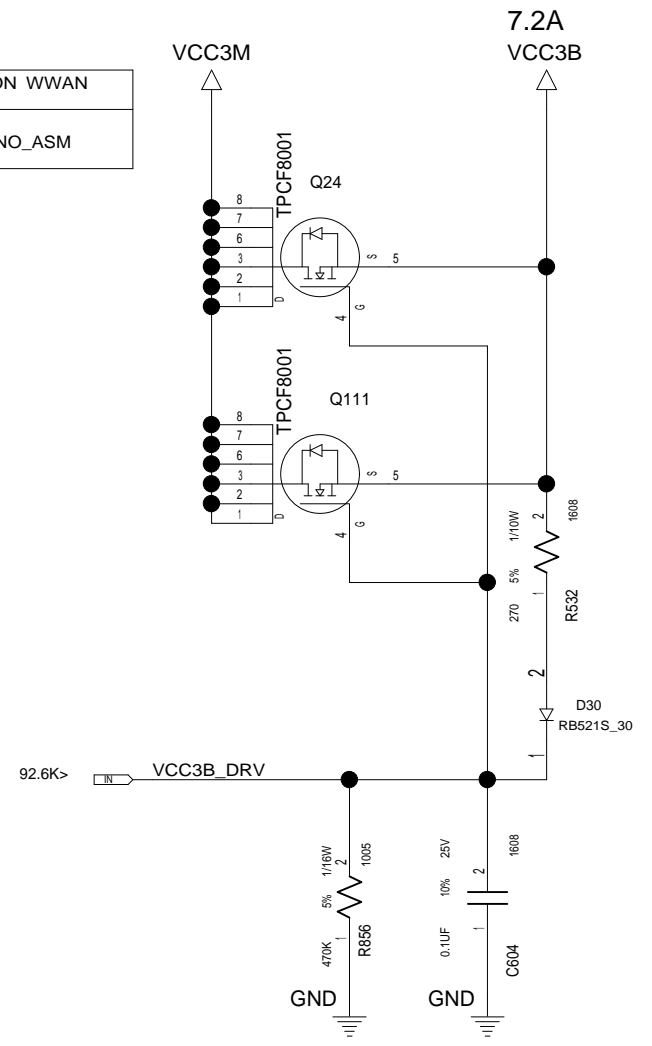 7.2A
VCC3M
VCC3B
ON WWAN
NO_ASM
TPCF8001
Q24
8
7
6
3
2
1
D
S
5
4
G
TPCF8001
Q111
8
7
6
3
2
1
D
S
5
4
G
1/10W
2
1608
5%
270
1
R532
2
D30
RB521S_30
1
92.6K>
IN
VCC3B_DRV
1/16W
2
1005
5%
470K
1
R856
25V
2
1608
10%
0.1UF
1
C604
GND
GND